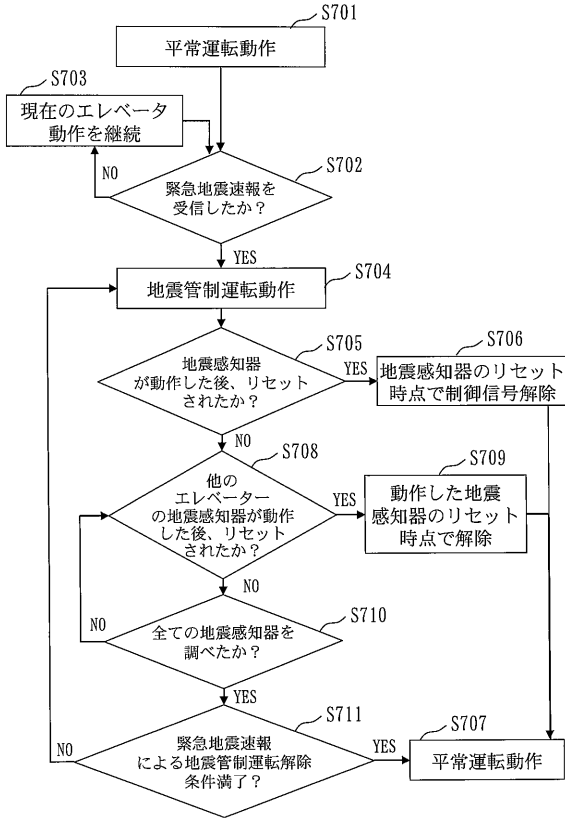 S701
平常運転動作
S703
現在のエレベータ
動作を継続
NO
S702
緊急地震速報を
受信したか？
YES
S704
地震管制運転動作
S705
地震感知器
が動作した後、リセット
されたか？
YES
S706
地震感知器のリセット
時点で制御信号解除
NO
S708
他の
エレベーター
の地震感知器が動作
した後、リセット
されたか？
YES
S709
動作した地震
感知器のリセット
時点で解除
NO
S710
全ての地震感知器を
調べたか？
NO
YES
S711
緊急地震速報
による地震管制運転解除
条件満了？
NO
YES
S707
平常運転動作